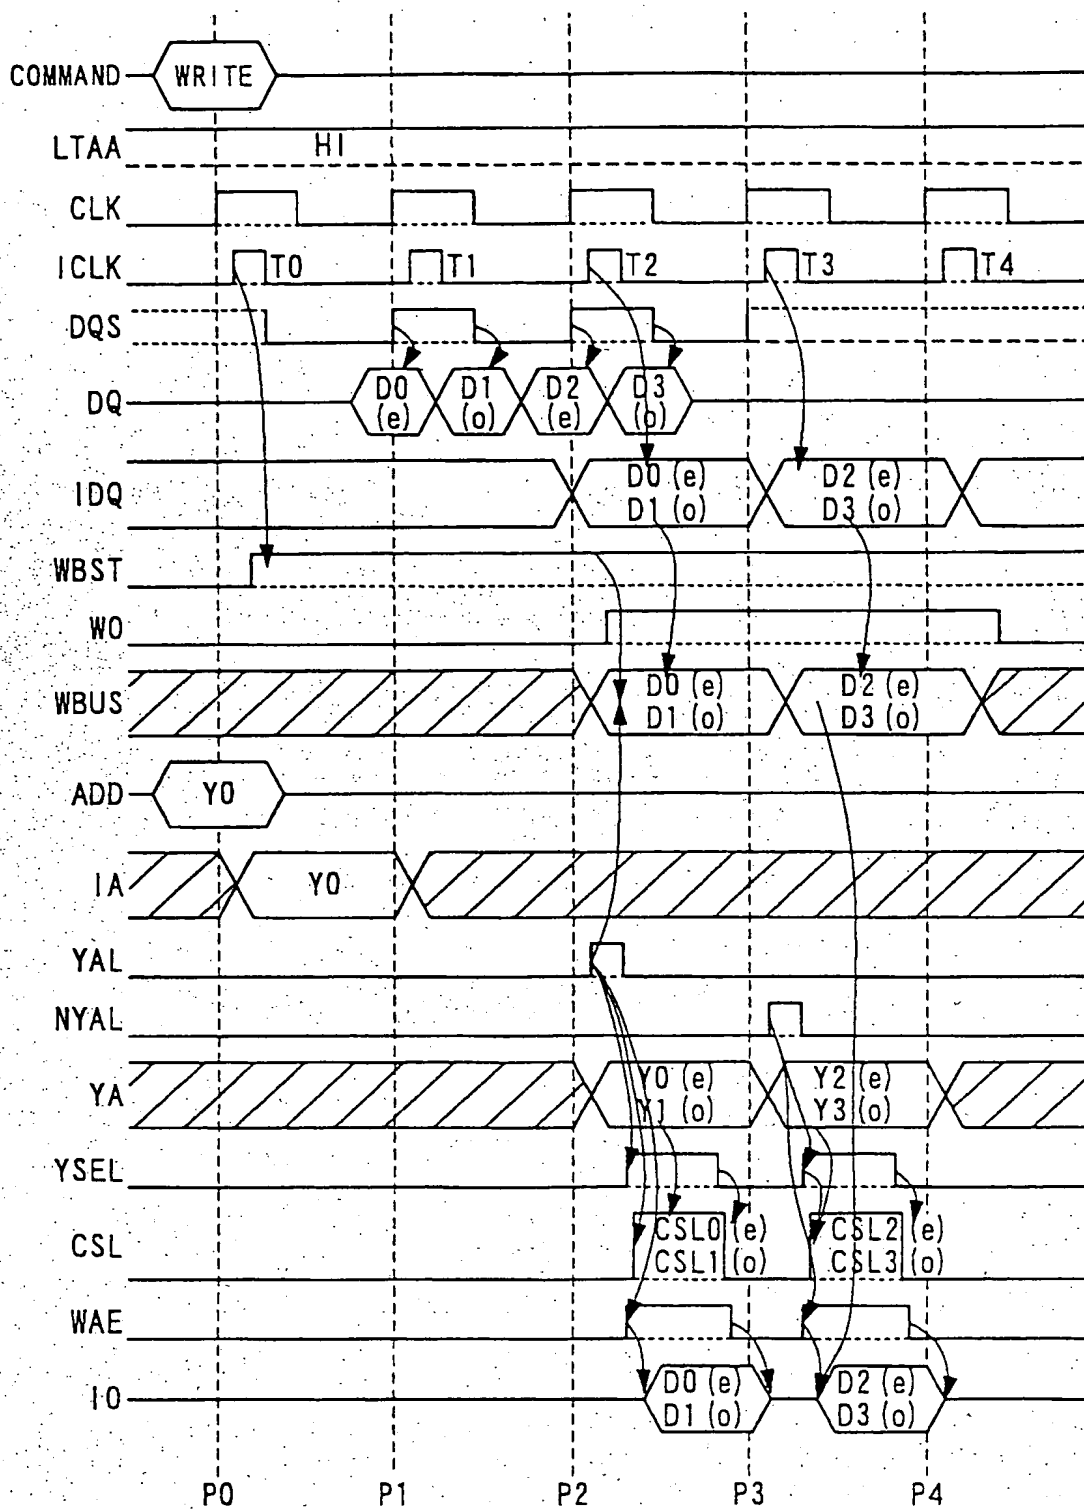 COMMAND WRITE
LTAA HI
CLK
ICLK T0 T1 T2 T3 T4
DQS
DQ D0 D1 D2 D3
(e) (o) (e) (o)
IDQ D0 (e) D2 (e)
D1 (o) D3 (o)
WBST
W0
WBUS D0 (e) D2 (e)
D1 (o) D3 (o)
ADD Y0
IA Y0
YAL
NYAL
YA Y0 (e) Y2 (e)
Y1 (o) Y3 (o)
YSEL
CSL CSL0 (e) CSL2 (e)
CSL1 (o) CSL3 (o)
WAE
IO D0 (e) D2 (e)
D1 (o) D3 (o)
P0 P1 P2 P3 P4